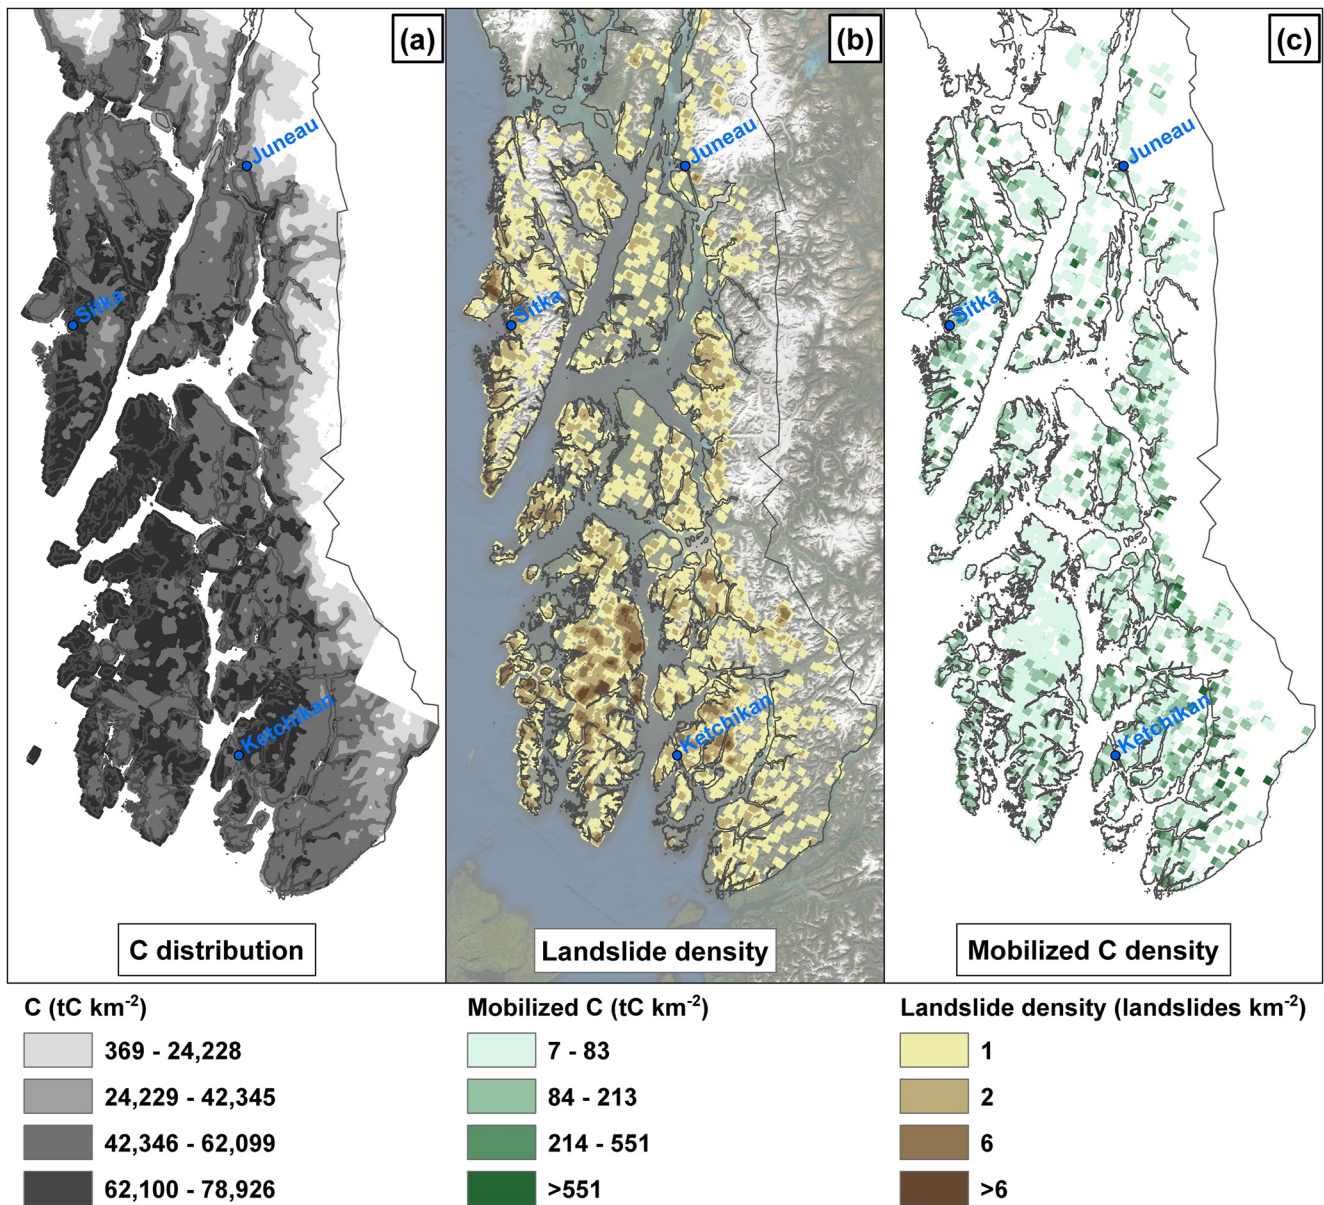 (a)
(b)
(c)
Juneau
Juneau
Juneau
Sitka
Sitka
Sitka
Ketchikan
Ketchikan
Ketchikan
C distribution
Landslide density
Mobilized C density
C (tC km-2)
369 - 24,228
24,229 - 42,345
42,346 - 62,099
62,100 - 78,926
Mobilized C (tC km-2)
7 - 83
84 - 213
214 - 551
>551
Landslide density (landslides km-2)
1
2
6
>6